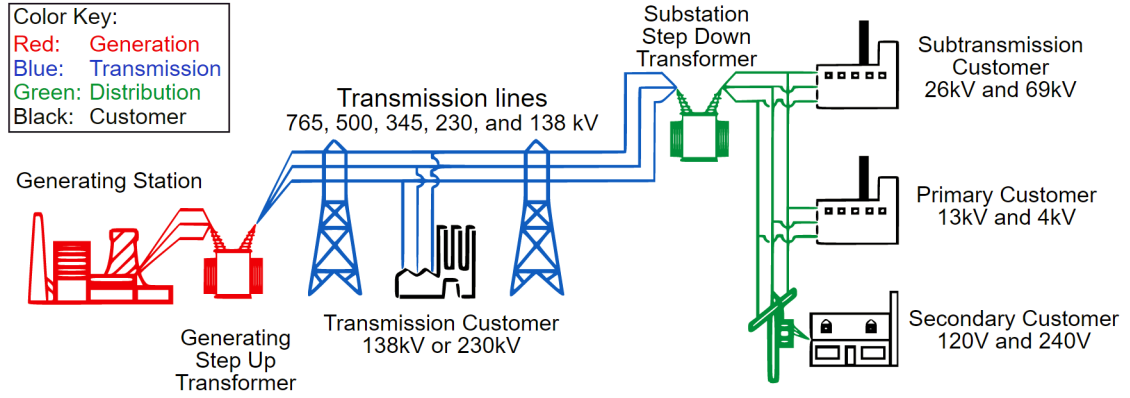 Color Key:
Red: Generation
Blue: Transmission
Green: Distribution
Black: Customer
Substation
Step Down
Transformer
Subtransmission
Customer
26kV and 69kV
Transmission lines
765, 500, 345, 230, and 138 kV
Generating Station
Primary Customer
13kV and 4kV
Transmission Customer
138kV or 230kV
Generating
Step Up
Transformer
Secondary Customer
120V and 240V